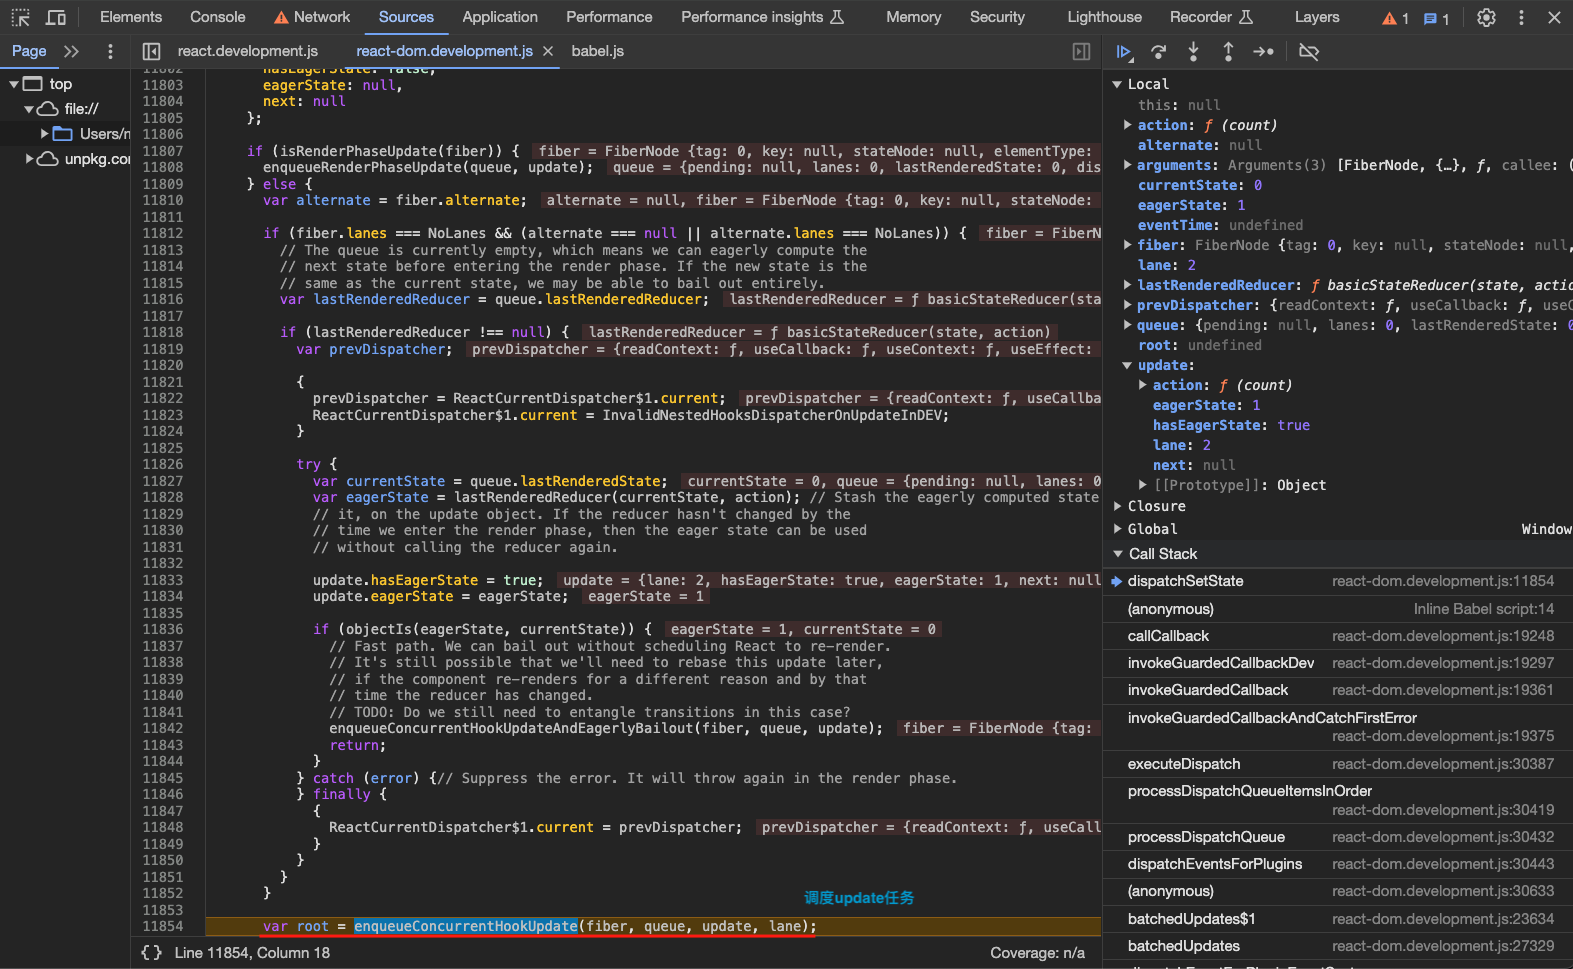 Elements Console Network Sources Application Performance Performance insights Memory Security Lighthouse Recorder Layers 1 1
Page react.development.js react-dom.development.js × babel.js
top
file://
Users/n
unpkg.cor
11802 hasEagerState: false,
11803 eagerState: null,
11804 next: null
11805 };
11806
11807 if (isRenderPhaseUpdate(fiber)) { fiber = FiberNode {tag: 0, key: null, stateNode: null, elementType:
11808 enqueueRenderPhaseUpdate(queue, update); queue = {pending: null, lanes: 0, lastRenderedState: 0, dis
11809 } else {
11810 var alternate = fiber.alternate; alternate = null, fiber = FiberNode {tag: 0, key: null, stateNode:
11811
11812 if (fiber.lanes === NoLanes && (alternate === null || alternate.lanes === NoLanes)) { fiber = FiberN
11813 // The queue is currently empty, which means we can eagerly compute the
11814 // next state before entering the render phase. If the new state is the
11815 // same as the current state, we may be able to bail out entirely.
11816 var lastRenderedReducer = queue.lastRenderedReducer; lastRenderedReducer = ƒ basicStateReducer(sta
11817
11818 if (lastRenderedReducer !== null) { lastRenderedReducer = ƒ basicStateReducer(state, action)
11819 var prevDispatcher; prevDispatcher = {readContext: ƒ, useCallback: ƒ, useContext: ƒ, useEffect:
11820
11821 {
11822 prevDispatcher = ReactCurrentDispatcher$1.current; prevDispatcher = {readContext: ƒ, useCallba
11823 ReactCurrentDispatcher$1.current = InvalidNestedHooksDispatcherOnUpdateInDEV;
11824 }
11825
11826 try {
11827 var currentState = queue.lastRenderedState; currentState = 0, queue = {pending: null, lanes: 0
11828 var eagerState = lastRenderedReducer(currentState, action); // Stash the eagerly computed state
11829 // it, on the update object. If the reducer hasn't changed by the
11830 // time we enter the render phase, then the eager state can be used
11831 // without calling the reducer again.
11832
11833 update.hasEagerState = true; update = {lane: 2, hasEagerState: true, eagerState: 1, next: null
11834 update.eagerState = eagerState; eagerState = 1
11835
11836 if (objectIs(eagerState, currentState)) { eagerState = 1, currentState = 0
11837 // Fast path. We can bail out without scheduling React to re-render.
11838 // It's still possible that we'll need to rebase this update later,
11839 // if the component re-renders for a different reason and by that
11840 // time the reducer has changed.
11841 // TODO: Do we still need to entangle transitions in this case?
11842 enqueueConcurrentHookUpdateAndEagerlyBailout(fiber, queue, update); fiber = FiberNode {tag:
11843 return;
11844 }
11845 } catch (error) {// Suppress the error. It will throw again in the render phase.
11846 } finally {
11847 {
11848 ReactCurrentDispatcher$1.current = prevDispatcher; prevDispatcher = {readContext: ƒ, useCall
11849 }
11850 }
11851 }
11852 }
调度update任务
11853
11854 var root = enqueueConcurrentHookUpdate(fiber, queue, update, lane);
{} Line 11854, Column 18 Coverage: n/a
Local
this: null
action: ƒ (count)
alternate: null
arguments: Arguments(3) [FiberNode, {…}, ƒ, callee: (
currentState: 0
eagerState: 1
eventTime: undefined
fiber: FiberNode {tag: 0, key: null, stateNode: null,
lane: 2
lastRenderedReducer: ƒ basicStateReducer(state, actio
prevDispatcher: {readContext: ƒ, useCallback: ƒ, useC
queue: {pending: null, lanes: 0, lastRenderedState: 0
root: undefined
update:
action: ƒ (count)
eagerState: 1
hasEagerState: true
lane: 2
next: null
[[Prototype]]: Object
Closure
Global Window
Call Stack
dispatchSetState react-dom.development.js:11854
(anonymous) Inline Babel script:14
callCallback react-dom.development.js:19248
invokeGuardedCallbackDev react-dom.development.js:19297
invokeGuardedCallback react-dom.development.js:19361
invokeGuardedCallbackAndCatchFirstError
react-dom.development.js:19375
executeDispatch react-dom.development.js:30387
processDispatchQueueItemsInOrder
react-dom.development.js:30419
processDispatchQueue react-dom.development.js:30432
dispatchEventsForPlugins react-dom.development.js:30443
(anonymous) react-dom.development.js:30633
batchedUpdates$1 react-dom.development.js:23634
batchedUpdates react-dom.development.js:27329